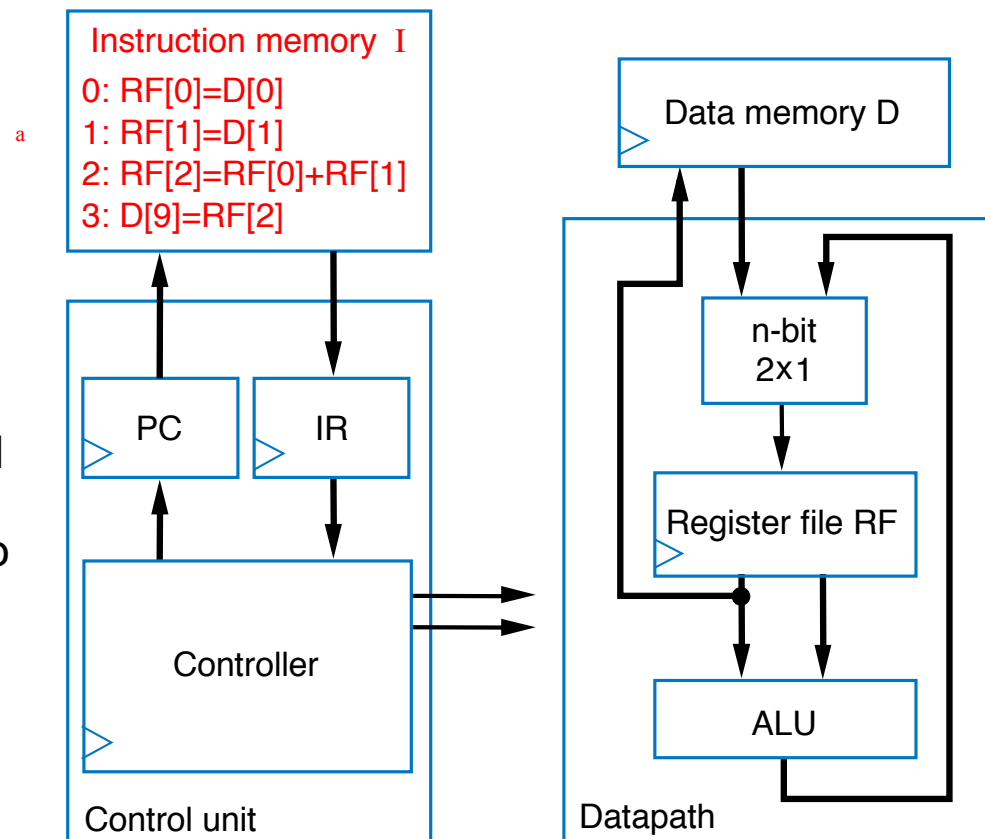 Instruction memory I
0: RF[0]=D[0]
a
1: RF[1]=D[1]
2: RF[2]=RF[0]+RF[1]
3: D[9]=RF[2]
Data memory D
n-bit
2x1
PC
IR
Register file RF
Controller
ALU
Control unit
Datapath